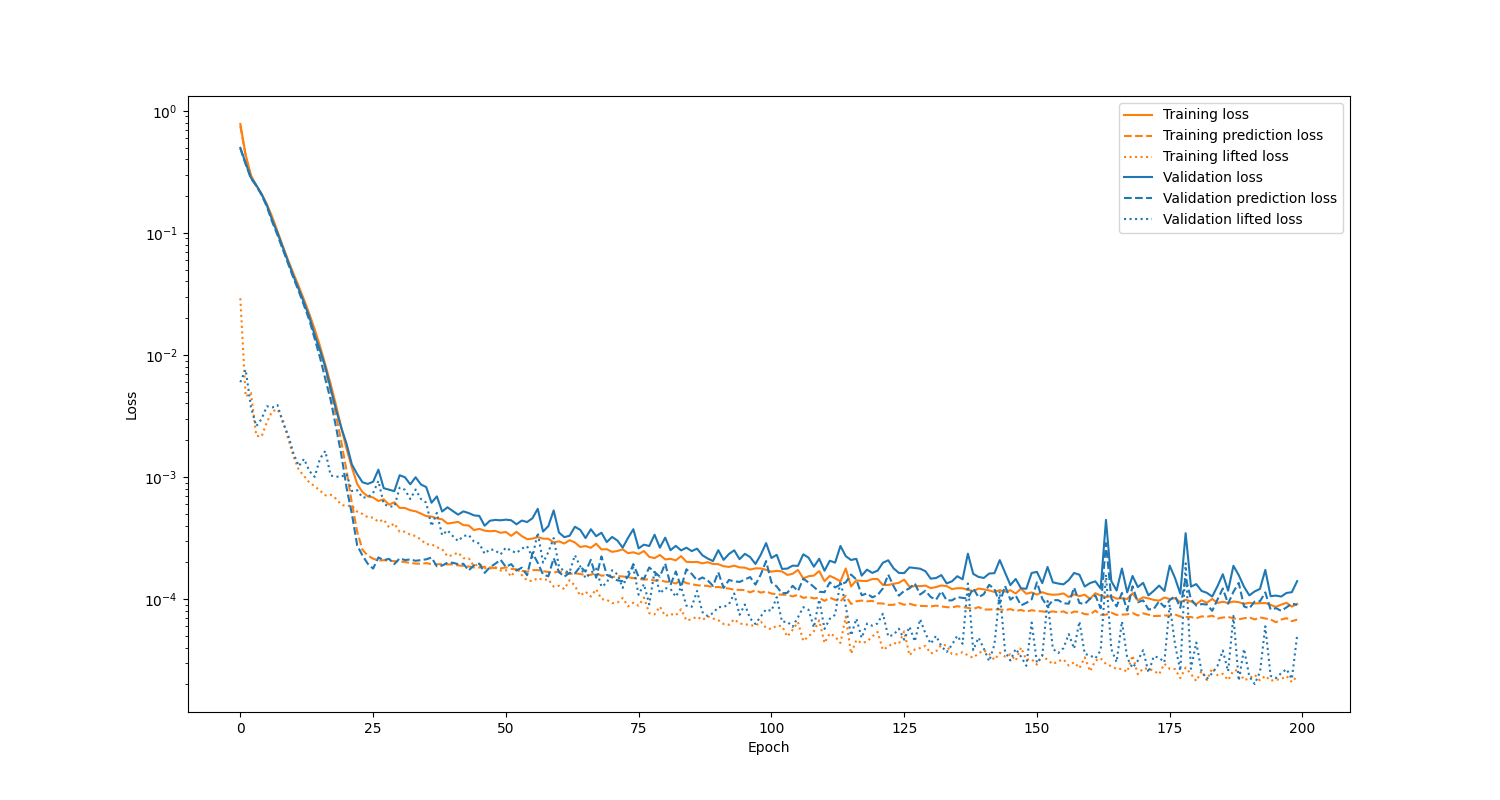 Training loss
Training prediction loss
Training lifted loss
Validation loss
Validation prediction loss
Validation lifted loss
10⁰
10⁻¹
10⁻²
10⁻³
10⁻⁴
Loss
0 25 50 75 100 125 150 175 200
Epoch